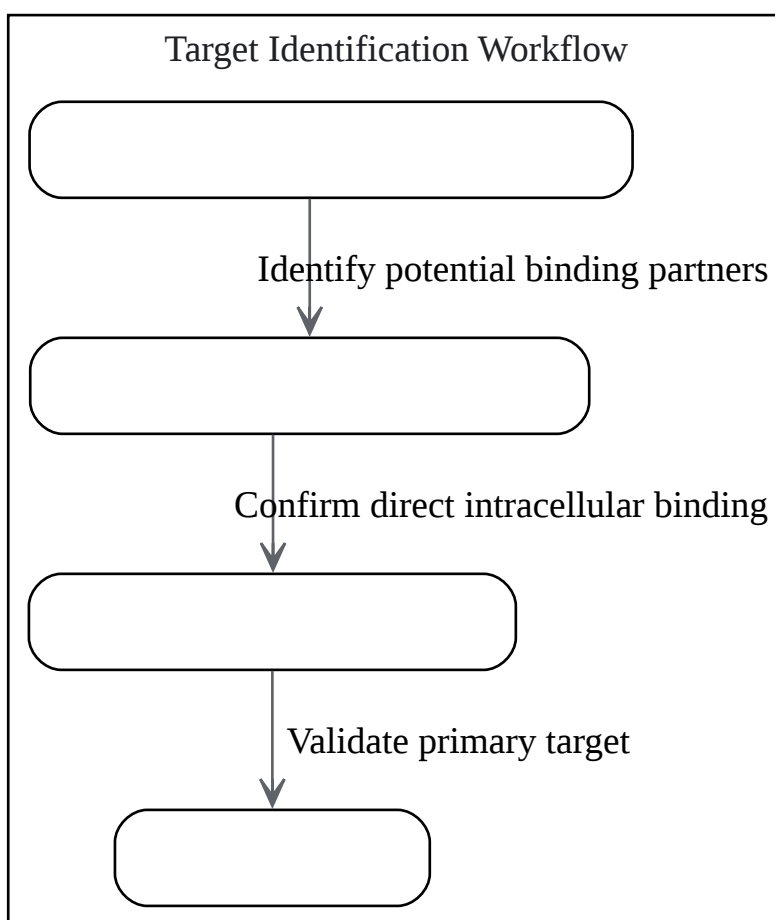 Target Identification Workflow
Identify potential binding partners
Confirm direct intracellular binding
Validate primary target